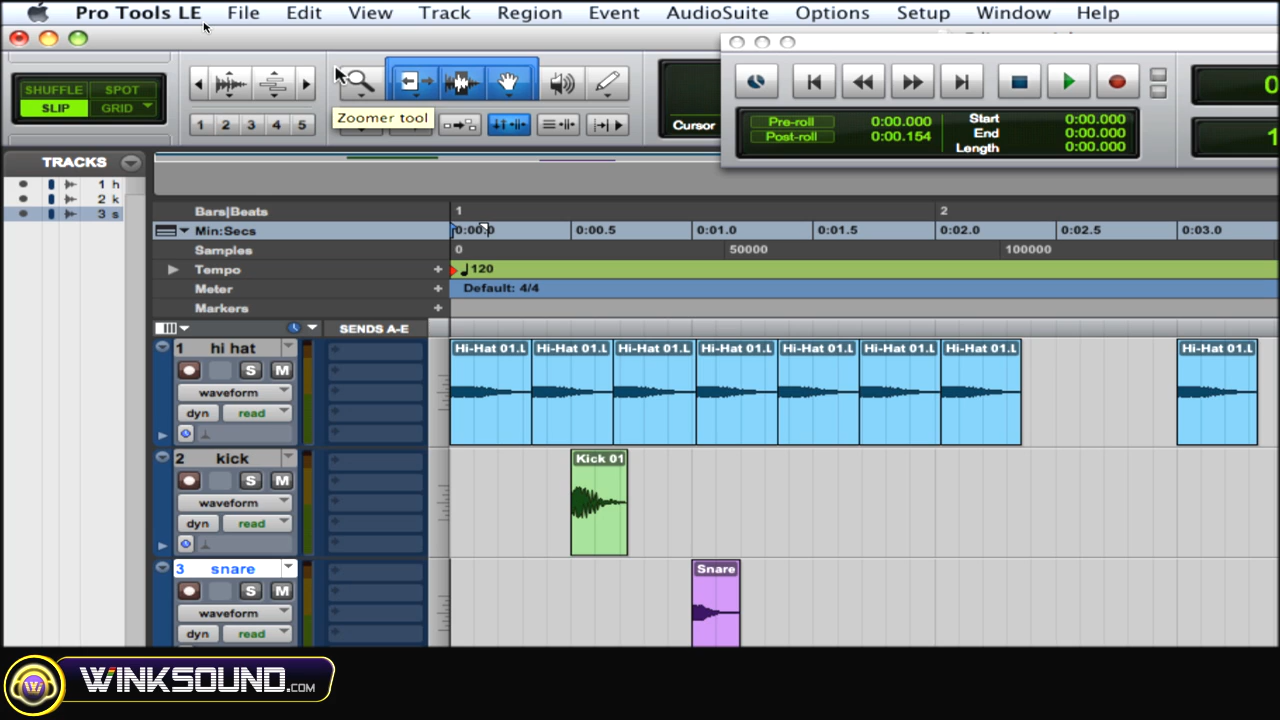 Pro Tools LE File Edit View Track Region Event AudioSuite Options Setup Window Help
SHUFFLE SPOT
SLIP GRID
1 2 3 4 5
Zoomer tool
Cursor
Pre-roll 0:00.000
Post-roll 0:00.154
Start 0:00.000
End 0:00.000
Length 0:00.000
0
1
TRACKS
1 h
2 k
3 s
Bars|Beats 1 2
Min:Secs 0:00.0 0:00.5 0:01.0 0:01.5 0:02.0 0:02.5 0:03.0
Samples 0 50000 100000
Tempo + 120
Meter + Default: 4/4
Markers +
SENDS A-E
1 hi hat
S M
waveform
dyn read
Hi-Hat 01.L Hi-Hat 01.L Hi-Hat 01.L Hi-Hat 01.L Hi-Hat 01.L Hi-Hat 01.L Hi-Hat 01.L Hi-Hat 01.L
2 kick
S M
waveform
dyn read
Kick 01
3 snare
S M
waveform
dyn read
Snare
WINKSOUND.COM